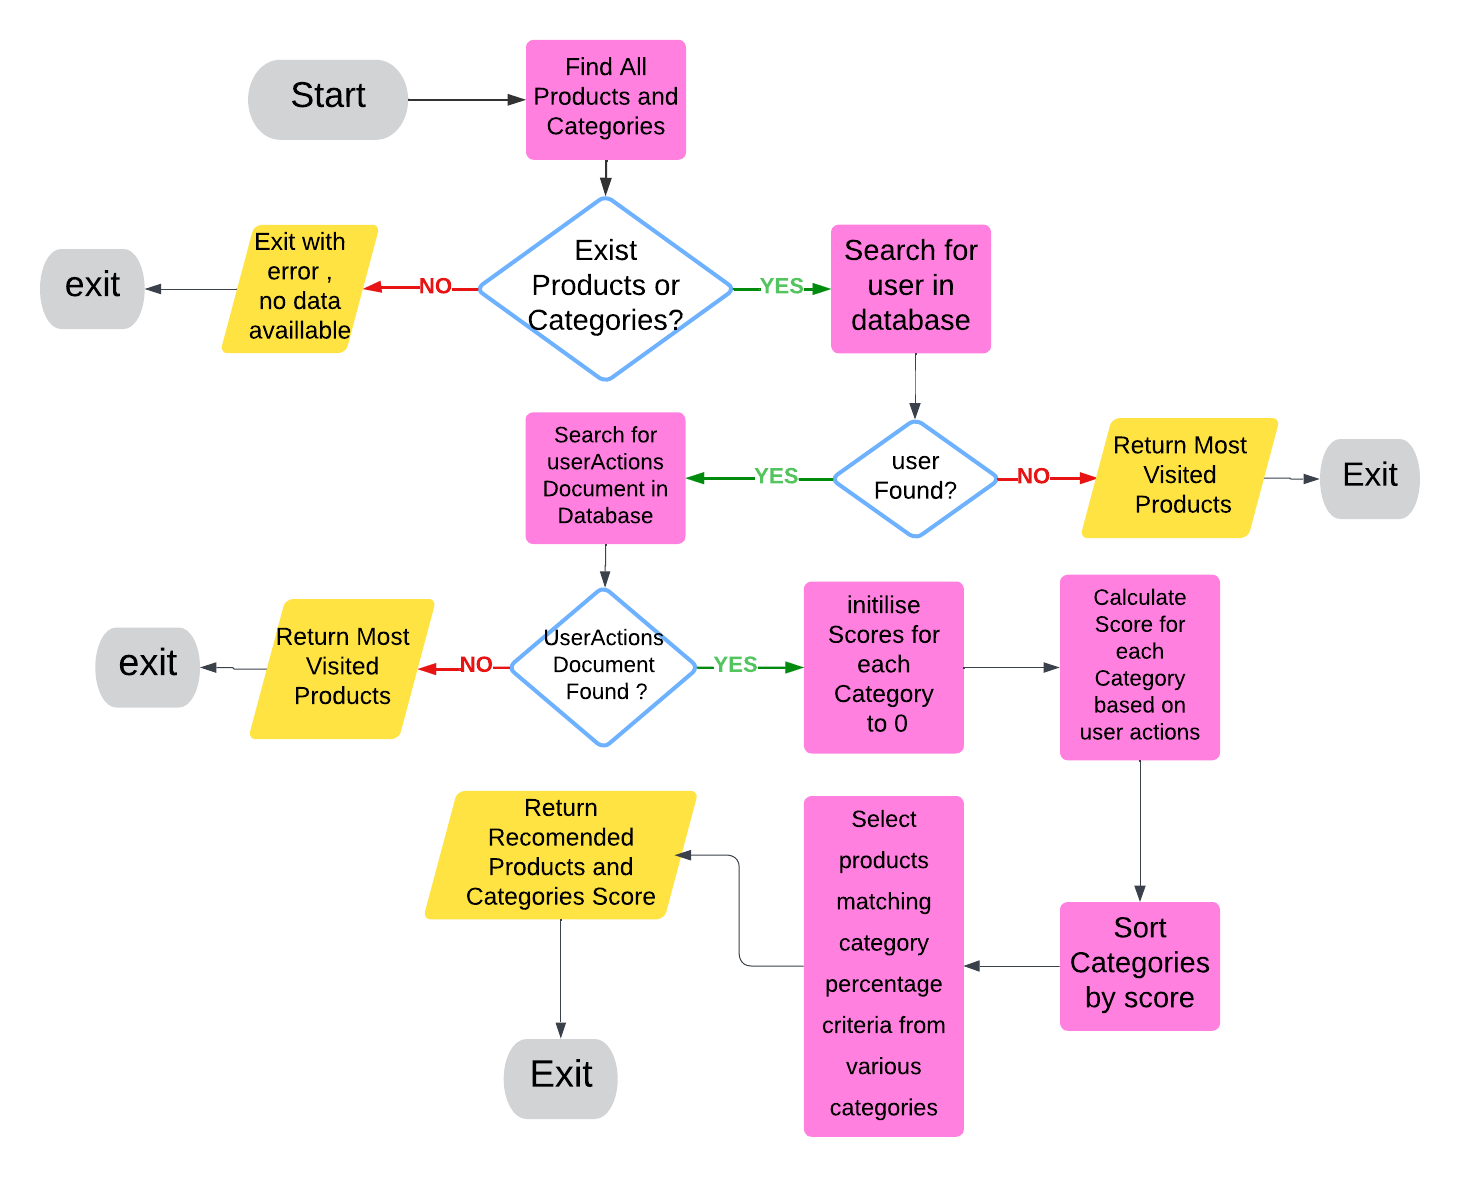 Start
Find All
Products and
Categories
exit
Exit with
error ,
no data
availlable
NO
Exist
Products or
Categories?
YES
Search for
user in
database
Search for
userActions
Document in
Database
YES
user
Found?
NO
Return Most
Visited
Products
Exit
exit
Return Most
Visited
Products
NO
UserActions
Document
Found ?
YES
initilise
Scores for
each
Category
to 0
Calculate
Score for
each
Category
based on
user actions
Return
Recomended
Products and
Categories Score
Select
products
matching
category
percentage
criteria from
various
categories
Sort
Categories
by score
Exit